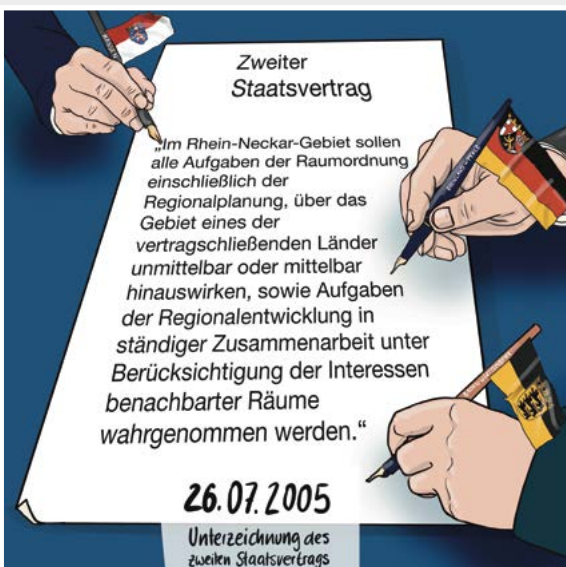 Zweiter
Staatsvertrag
„Im Rhein-Neckar-Gebiet sollen
alle Aufgaben der Raumordnung
einschließlich der
Regionalplanung, über das
Gebiet eines der
vertragschließenden Länder
unmittelbar oder mittelbar
hinauswirken, sowie Aufgaben
der Regionalentwicklung in
ständiger Zusammenarbeit unter
Berücksichtigung der Interessen
benachbarter Räume
wahrgenommen werden.“
26.07.2005
Unterzeichnung des
zweiten Staatsvertrags